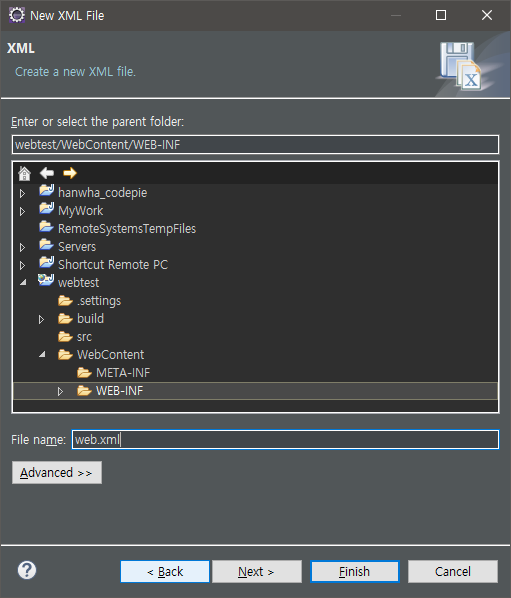 New XML File
XML
Create a new XML file.
Enter or select the parent folder:
webtest/WebContent/WEB-INF
hanwha_codepie
MyWork
RemoteSystemsTempFiles
Servers
Shortcut Remote PC
webtest
.settings
build
src
WebContent
META-INF
WEB-INF
File name: web.xml
Advanced >>
? < Back Next > Finish Cancel